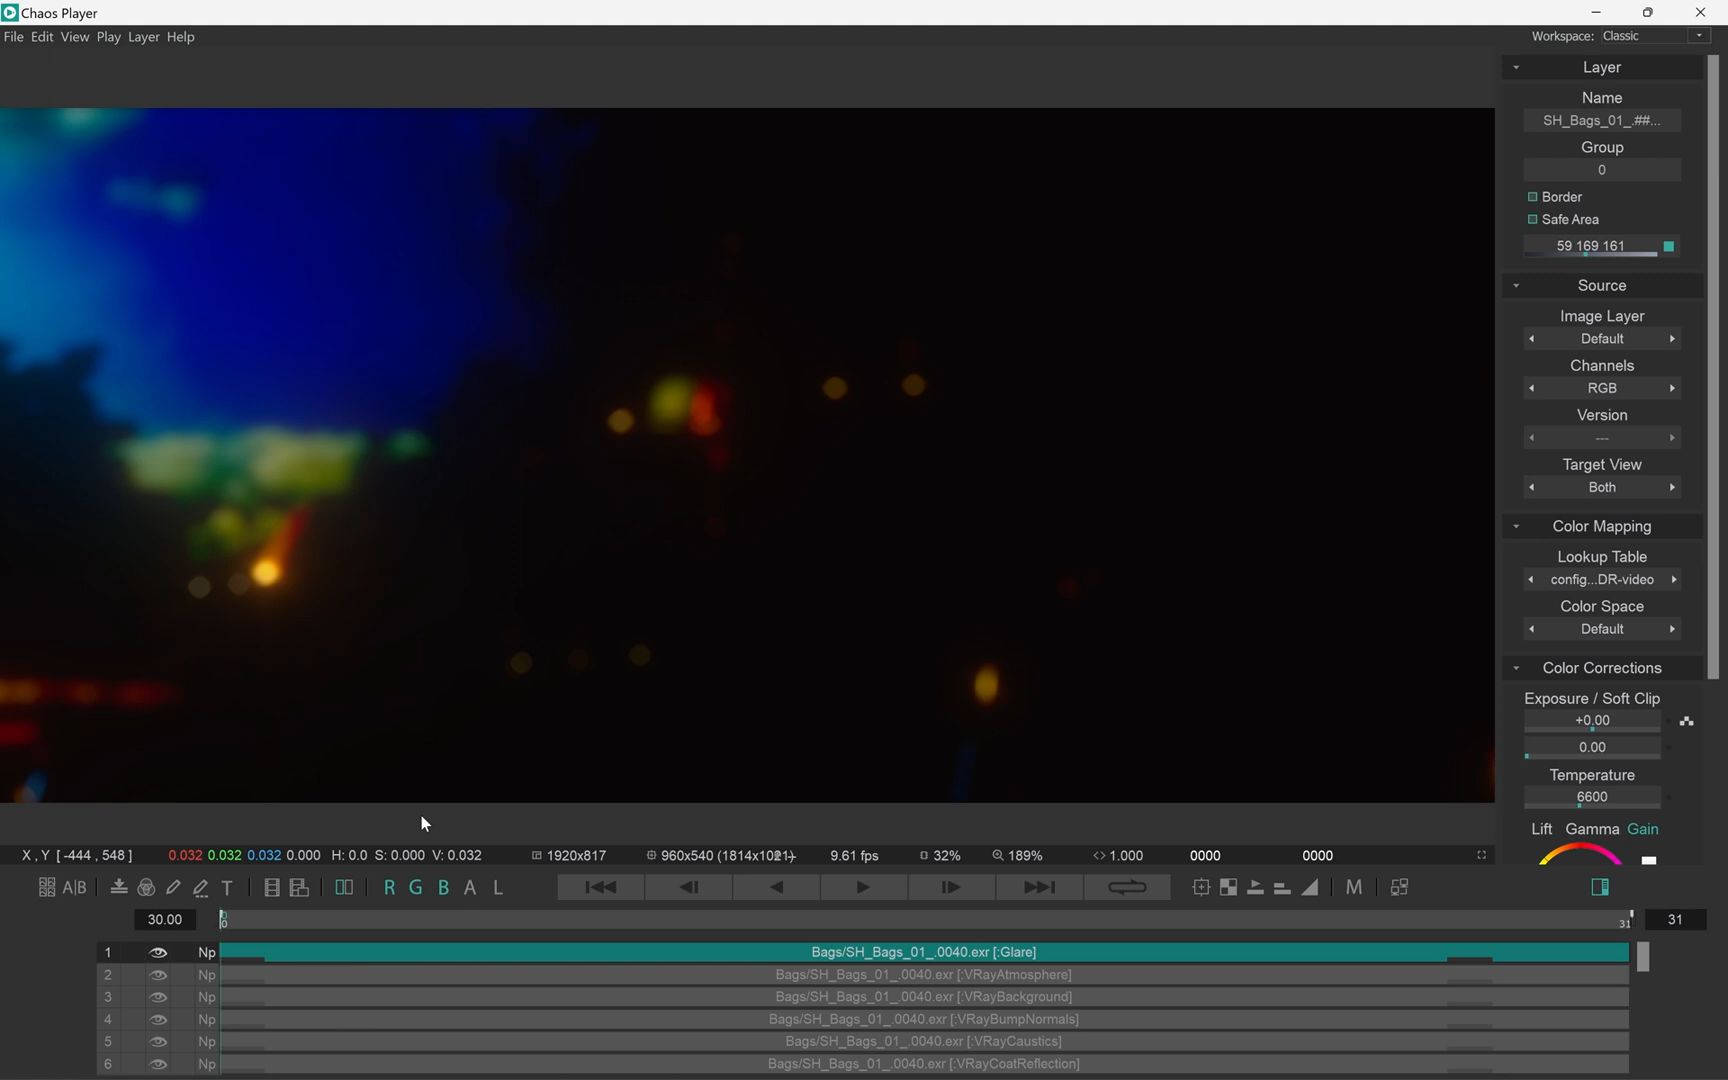 Chaos Player
File Edit View Play Layer Help
Workspace: Classic
Layer
Name
SH_Bags_01_.##...
Group
0
Border
Safe Area
59 169 161
Source
Image Layer
Default
Channels
RGB
Version
---
Target View
Both
Color Mapping
Lookup Table
config...DR-video
Color Space
Default
Color Corrections
Exposure / Soft Clip
+0.00
0.00
Temperature
6600
Lift Gamma Gain
X , Y [ -444 , 548 ] 0.032 0.032 0.032 0.000 H: 0.0 S: 0.000 V: 0.032 1920x817 9.61 fps 32% 189% 1.000 0000 0000
A|B T R G B A L M
30.00 0 0 31 31
1 Np Bags/SH_Bags_01_.0040.exr [:Glare]
2 Np Bags/SH_Bags_01_.0040.exr [:VRayAtmosphere]
3 Np Bags/SH_Bags_01_.0040.exr [:VRayBackground]
4 Np Bags/SH_Bags_01_.0040.exr [:VRayBumpNormals]
5 Np Bags/SH_Bags_01_.0040.exr [:VRayCaustics]
6 Np Bags/SH_Bags_01_.0040.exr [:VRayCoatReflection]